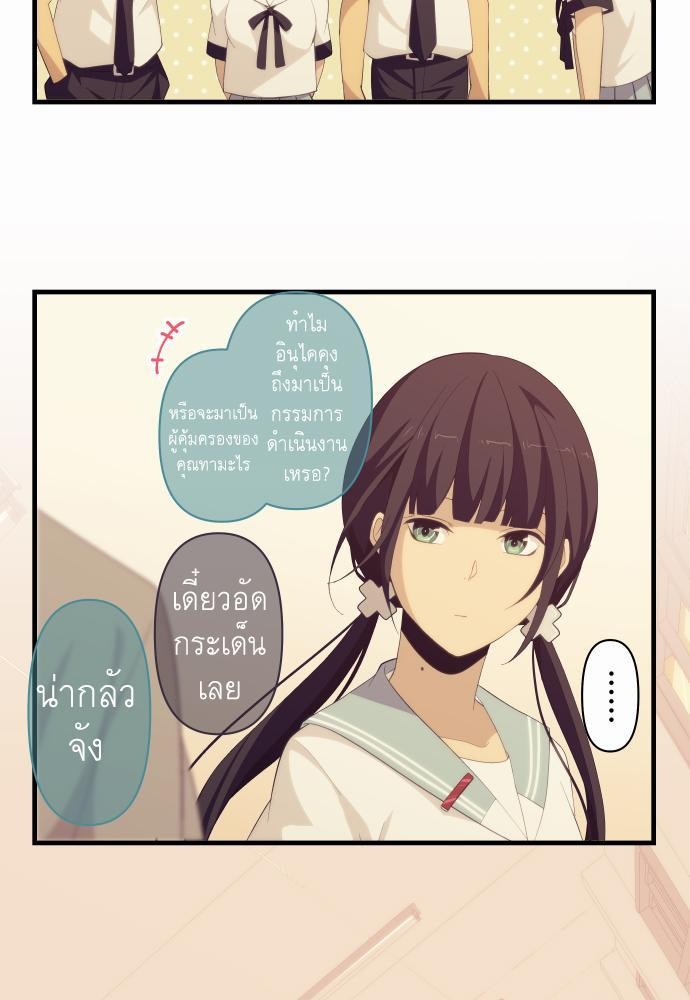 ทำไม
อินุไคคุง
ถึงมาเป็น
กรรมการ
ดำเนินงาน
เหรอ?
หรือจะมาเป็น
ผู้คุ้มครองของ
คุณทามะไร
เดี๋ยวอัด
กระเด็น
เลย
น่ากลัว
จัง
......